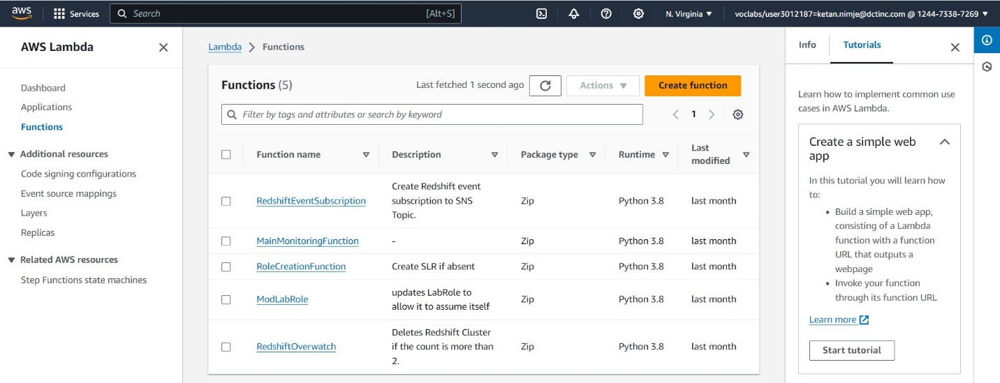 aws
Services
Search
[Alt+S]
N. Virginia
voclabs/user3012187=ketan.nimje@dctinc.com @ 1244-7338-7269
AWS Lambda
Dashboard
Applications
Functions
Additional resources
Code signing configurations
Event source mappings
Layers
Replicas
Related AWS resources
Step Functions state machines
Lambda > Functions
Functions (5)
Last fetched 1 second ago
Actions
Create function
Filter by tags and attributes or search by keyword
1
Function name
Description
Package type
Runtime
Last
modified
RedshiftEventSubscription
Create Redshift event
subscription to SNS
Topic.
Zip
Python 3.8
last month
MainMonitoringFunction
-
Zip
Python 3.8
last month
RoleCreationFunction
Create SLR if absent
Zip
Python 3.8
last month
ModLabRole
updates LabRole to
allow it to assume itself
Zip
Python 3.8
last month
RedshiftOverwatch
Deletes Redshift Cluster
if the count is more than
2.
Zip
Python 3.8
last month
Info
Tutorials
Learn how to implement common use
cases in AWS Lambda.
Create a simple web
app
In this tutorial you will learn how
to:
• Build a simple web app,
consisting of a Lambda
function with a function
URL that outputs a
webpage
• Invoke your function
through its function URL
Learn more
Start tutorial